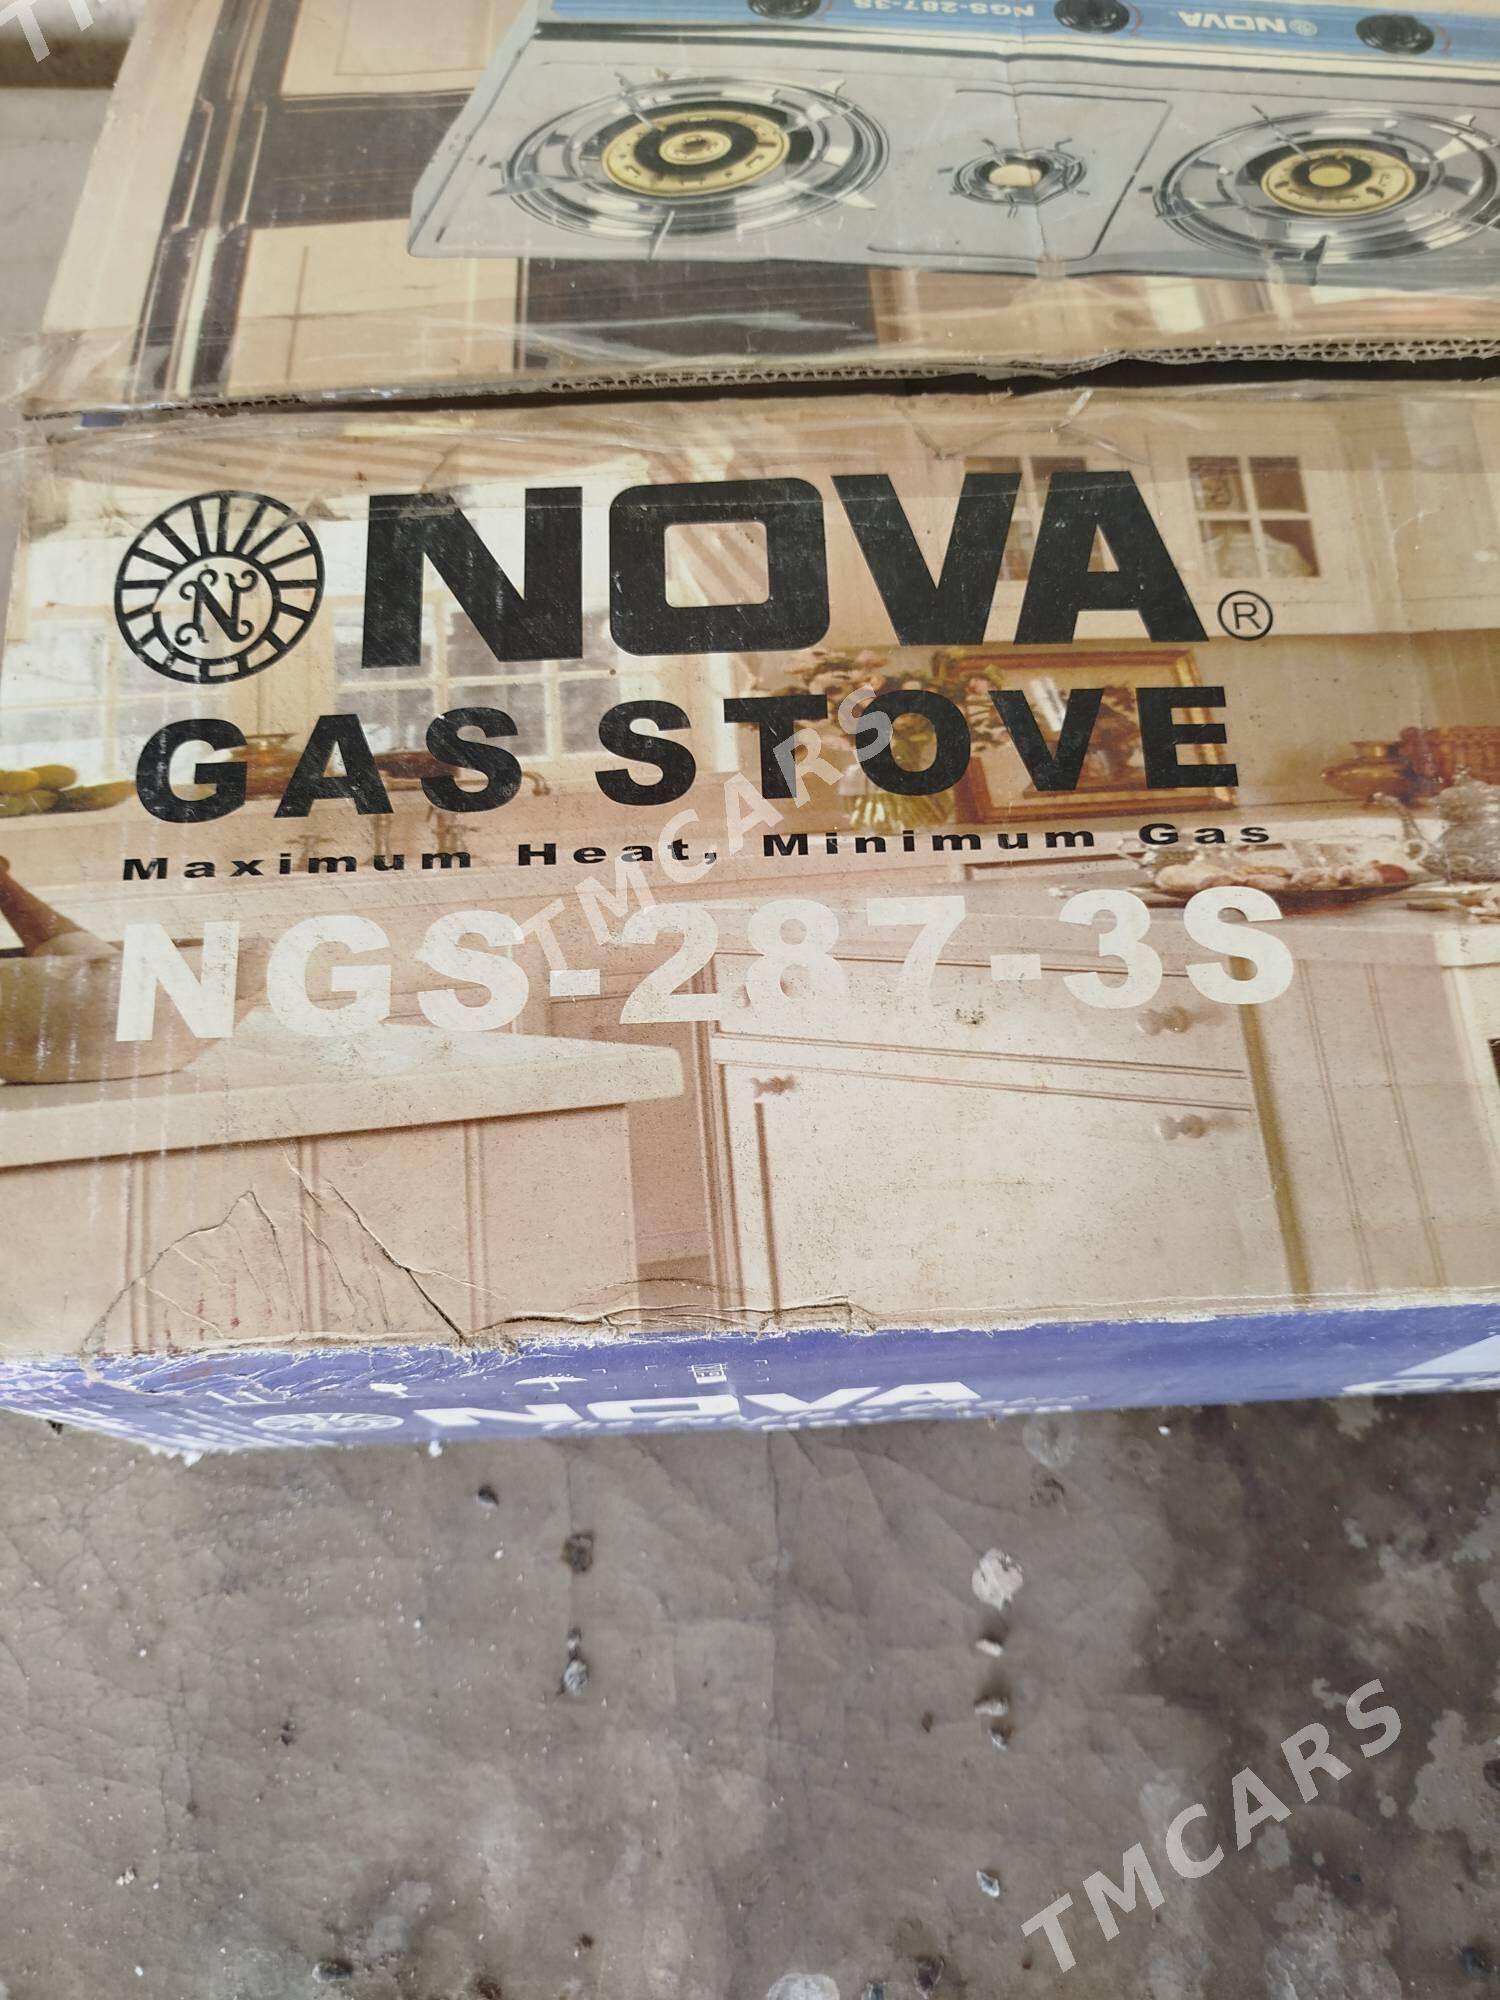 NGS-287-3S
NOVA
NOVA®
GAS STOVE
Maximum Heat, Minimum Gas
NGS-287-3S
NOVA
TMCARS
TMCARS